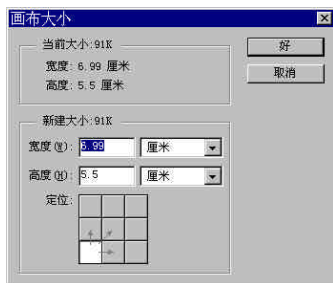 画布大小
当前大小:91K
宽度: 6.99 厘米
高度: 5.5 厘米
好
取消
新建大小:91K
宽度(W): 6.99 厘米
高度(H): 5.5 厘米
定位: